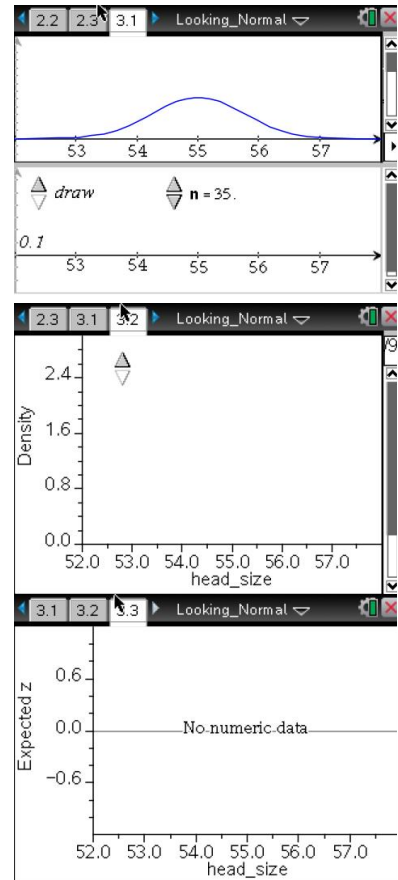 2.2 2.3 3.1 Looking_Normal
53 54 55 56 57
draw n = 35.
0.1
53 54 55 56 57
2.3 3.1 3.2 Looking_Normal
/9
2.4
1.6
Density
0.8
0.0
52.0 53.0 54.0 55.0 56.0 57.0
head_size
3.1 3.2 3.3 Looking_Normal
0.6
Expected z
0.0 No numeric data
-0.6
52.0 53.0 54.0 55.0 56.0 57.0
head_size